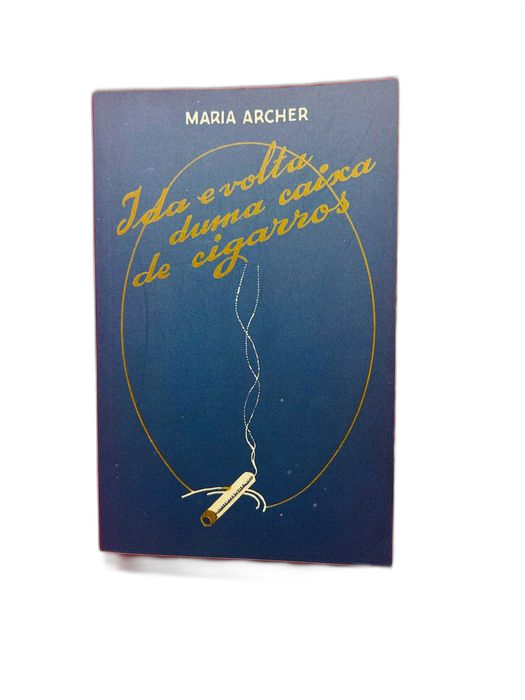 MARIA ARCHER
Ida e volta
duma caixa
de cigarros